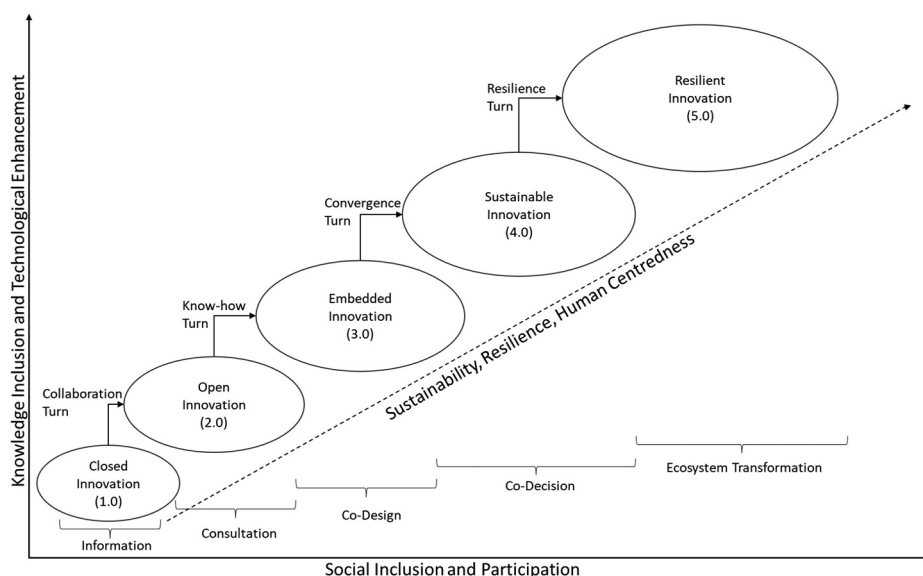 Knowledge Inclusion and Technological Enhancement
Resilience
Turn
Resilient
Innovation
(5.0)
Convergence
Turn
Sustainable
Innovation
(4.0)
Know-how
Turn
Embedded
Innovation
(3.0)
Collaboration
Turn
Open
Innovation
(2.0)
Closed
Innovation
(1.0)
Sustainability, Resilience, Human Centredness
Information
Consultation
Co-Design
Co-Decision
Ecosystem Transformation
Social Inclusion and Participation